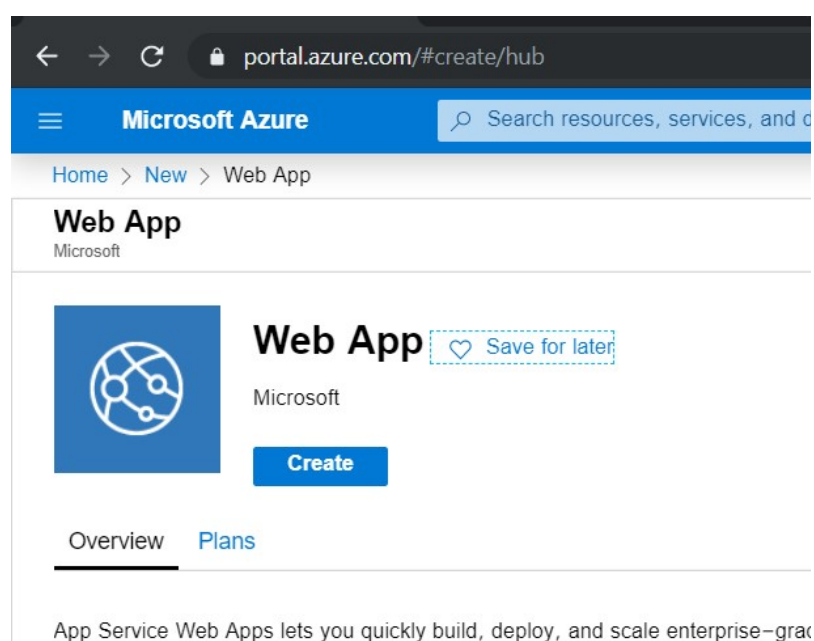 portal.azure.com/#create/hub
Microsoft Azure
Search resources, services, and
Home > New > Web App
Web App
Microsoft
Web App
Save for later
Microsoft
Create
Overview Plans
App Service Web Apps lets you quickly build, deploy, and scale enterprise-grad